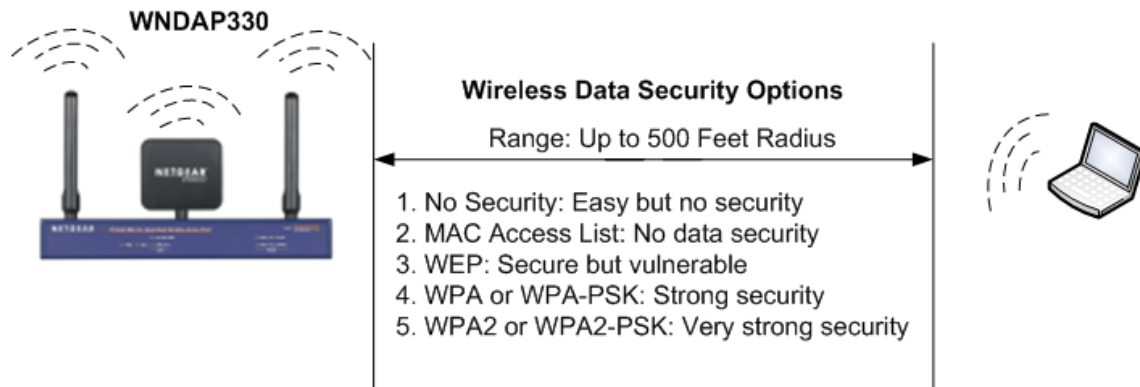 WNDAP330
Wireless Data Security Options
Range: Up to 500 Feet Radius
NETGEAR
NETGEAR
1. No Security: Easy but no security
2. MAC Access List: No data security
3. WEP: Secure but vulnerable
4. WPA or WPA-PSK: Strong security
5. WPA2 or WPA2-PSK: Very strong security